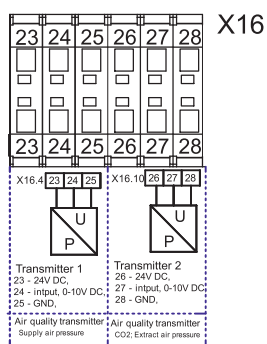 X16
23 24 25 26 27 28
23 24 25 26 27 28
X16.4 23 24 25
X16.10 26 27 28
U
P
U
P
Transmitter 1
23 - 24V DC,
24 - intput, 0-10V DC,
25 - GND,
Transmitter 2
26 - 24V DC,
27 - intput, 0-10V DC
28 - GND,
Air quality transmitter
Supply air pressure
Air quality transmitter
CO2; Extract air pressure